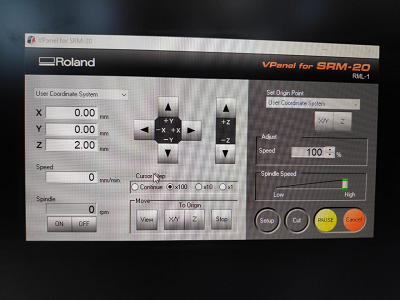 VPanel for SRM-20
Roland
VPanel for SRM-20
RML-1
User Coordinate System
X 0.00 mm
Y 0.00 mm
Z 2.00 mm
Speed
0 mm/min.
Spindle
0 rpm
ON OFF
+Y
-X +X
-Y
+Z
-Z
Cursor Step
Continue x100 x10 x1
Move
To Origin
View X/Y Z Stop
Set Origin Point
User Coordinate System
X/Y Z
Adjust
Speed 100 %
Spindle Speed
Low High
Setup Cut PAUSE Cancel